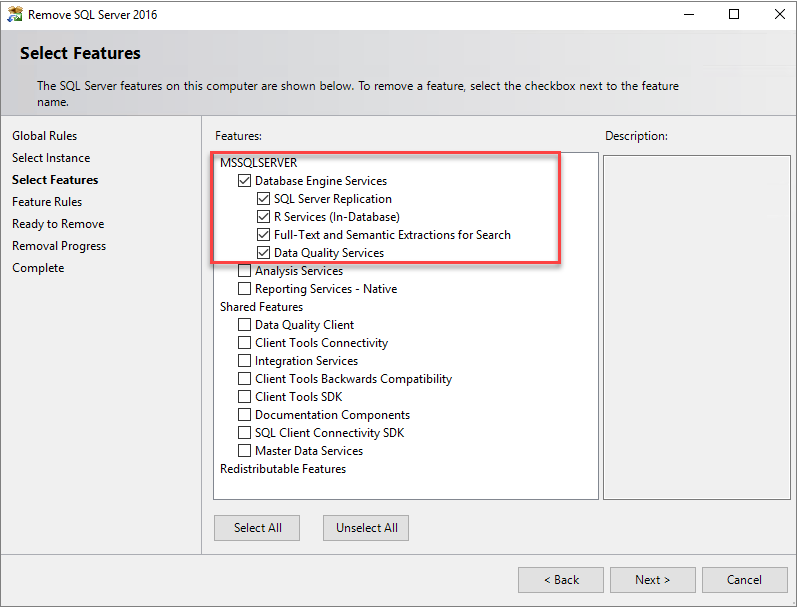 Remove SQL Server 2016
Select Features
The SQL Server features on this computer are shown below. To remove a feature, select the checkbox next to the feature
name.
Global Rules
Select Instance
Select Features
Feature Rules
Ready to Remove
Removal Progress
Complete
Features:
MSSQLSERVER
Database Engine Services
SQL Server Replication
R Services (In-Database)
Full-Text and Semantic Extractions for Search
Data Quality Services
Analysis Services
Reporting Services - Native
Shared Features
Data Quality Client
Client Tools Connectivity
Integration Services
Client Tools Backwards Compatibility
Client Tools SDK
Documentation Components
SQL Client Connectivity SDK
Master Data Services
Redistributable Features
Description:
Select All
Unselect All
< Back
Next >
Cancel